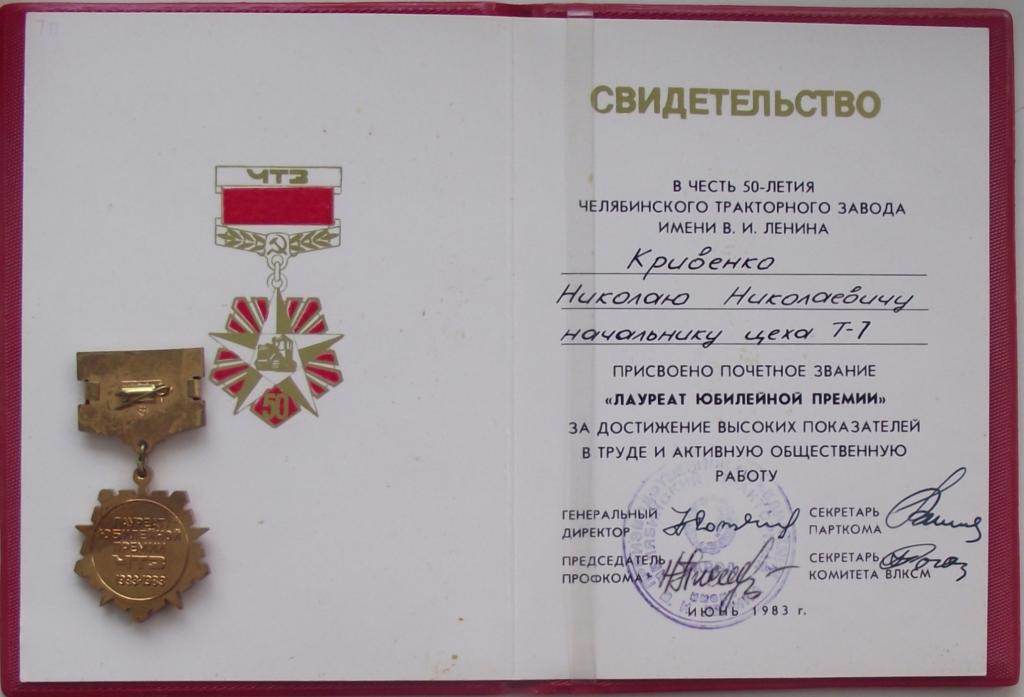 ТП
ЧТЗ
50
ЛАУРЕАТ
ЮБИЛЕЙНОЙ
ПРЕМИИ
ЧТЗ
1933-1983
СВИДЕТЕЛЬСТВО
В ЧЕСТЬ 50-ЛЕТИЯ
ЧЕЛЯБИНСКОГО ТРАКТОРНОГО ЗАВОДА
ИМЕНИ В. И. ЛЕНИНА
Кривенко
Николаю Николаевичу
начальнику цеха Т-1
ПРИСВОЕНО ПОЧЕТНОЕ ЗВАНИЕ
«ЛАУРЕАТ ЮБИЛЕЙНОЙ ПРЕМИИ»
ЗА ДОСТИЖЕНИЕ ВЫСОКИХ ПОКАЗАТЕЛЕЙ
В ТРУДЕ И АКТИВНУЮ ОБЩЕСТВЕННУЮ
РАБОТУ
ГЕНЕРАЛЬНЫЙ
ДИРЕКТОР
СЕКРЕТАРЬ
ПАРТКОМА
ПРЕДСЕДАТЕЛЬ
ПРОФКОМА
СЕКРЕТАРЬ
КОМИТЕТА ВЛКСМ
ИЮНЬ 1983 г.